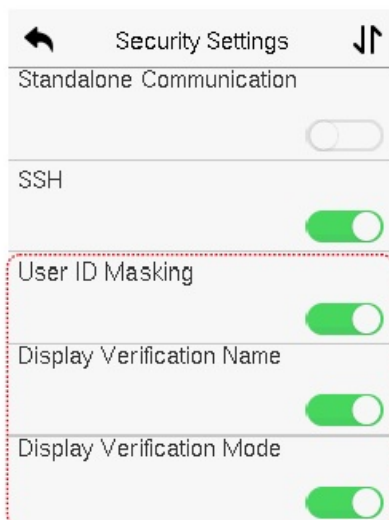 Security Settings
Standalone Communication
SSH
User ID Masking
Display Verification Name
Display Verification Mode